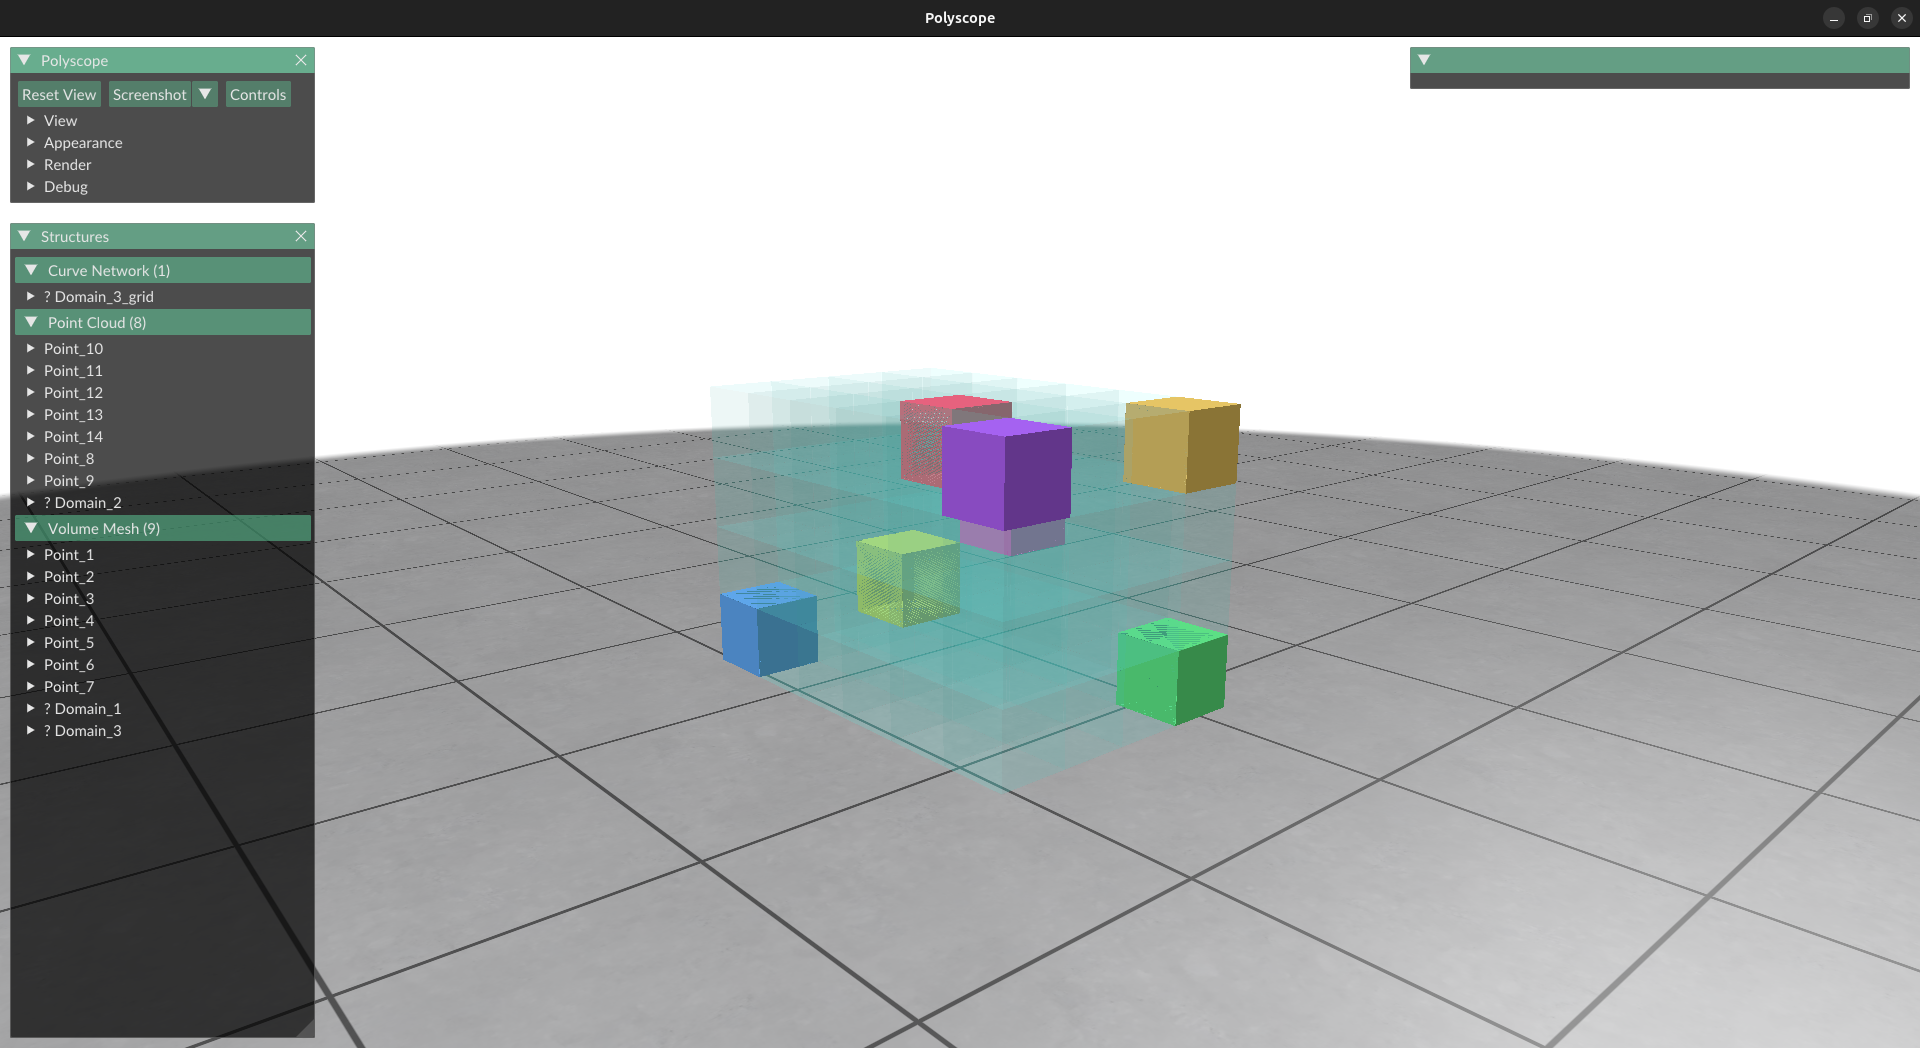 Polyscope
Polyscope
Reset View Screenshot Controls
View
Appearance
Render
Debug
Structures
Curve Network (1)
? Domain_3_grid
Point Cloud (8)
Point_10
Point_11
Point_12
Point_13
Point_14
Point_8
Point_9
? Domain_2
Volume Mesh (9)
Point_1
Point_2
Point_3
Point_4
Point_5
Point_6
Point_7
? Domain_1
? Domain_3